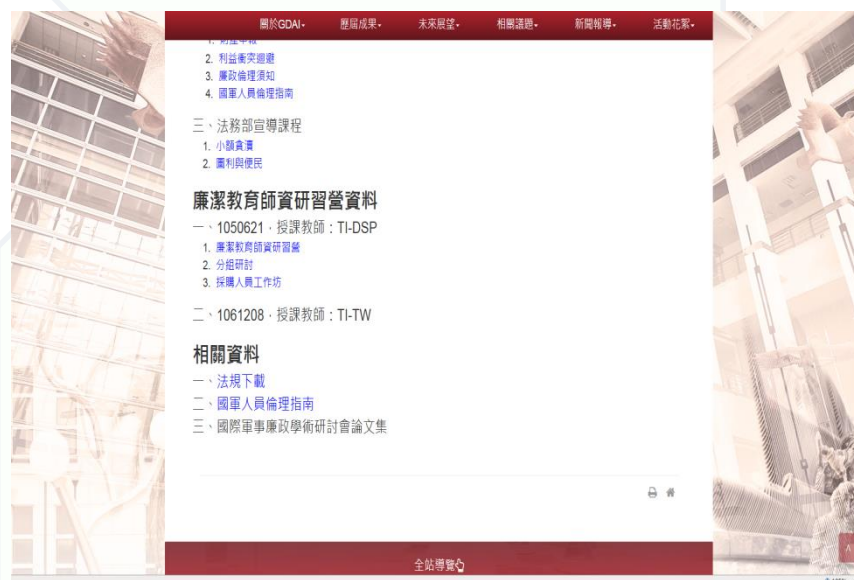 關於GDAI 歷屆成果 未來展望 相關議題 新聞報導 活動花絮
1. 財產申報
2. 利益衝突迴避
3. 廉政倫理須知
4. 國軍人員倫理指南
三、法務部宣導課程
1. 小額貪瀆
2. 圖利與便民
廉潔教育師資研習營資料
一、1050621，授課教師：TI-DSP
1. 廉潔教育師資研習營
2. 分組研討
3. 採購人員工作坊
二、1061208，授課教師：TI-TW
相關資料
一、法規下載
二、國軍人員倫理指南
三、國際軍事廉政學術研討會論文集
全站導覽